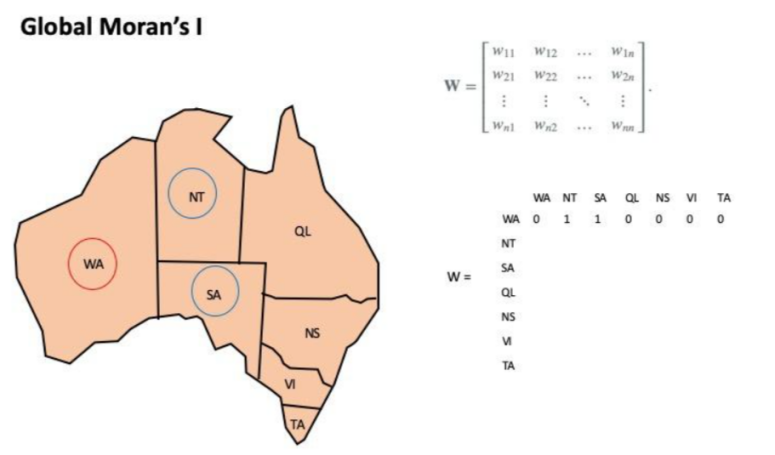 Global Moran's I
W = [ w11 w12 ... w1n
w21 w22 ... w2n
⋮ ⋮ ⋱ ⋮
wn1 wn2 ... wnn ] .
NT
QL
WA
SA
NS
VI
TA
WA NT SA QL NS VI TA
WA 0 1 1 0 0 0 0
NT
SA
W =
QL
NS
VI
TA